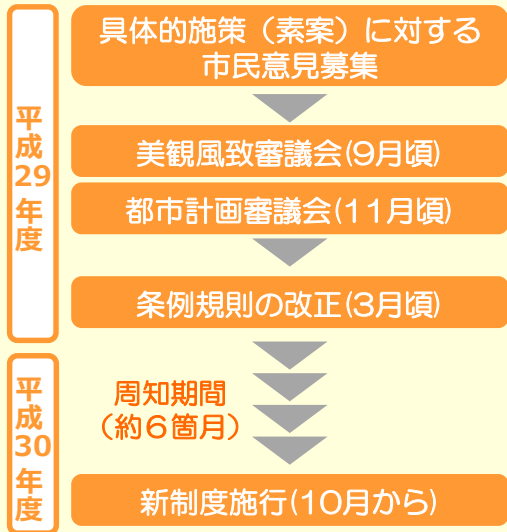 平成29年度
具体的施策（素案）に対する
市民意見募集
美観風致審議会(9月頃)
都市計画審議会(11月頃)
条例規則の改正(3月頃)
平成30年度
周知期間
（約６箇月）
新制度施行(10月から)